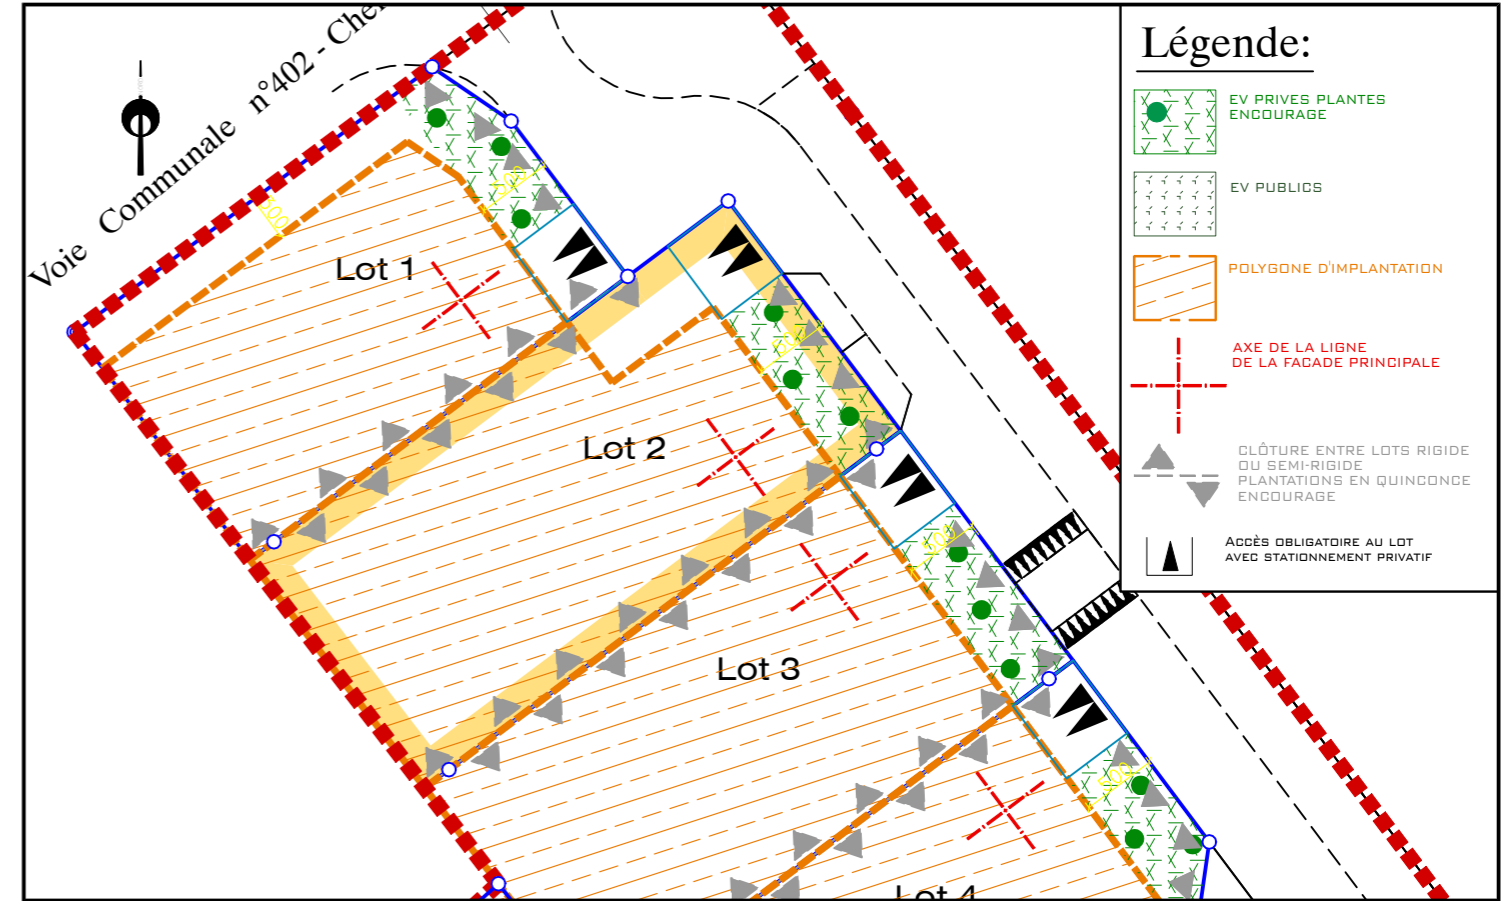 Voie Communale n°402 - Che
Légende:
EV PRIVES PLANTES
ENCOURAGE
EV PUBLICS
POLYGONE D'IMPLANTATION
AXE DE LA LIGNE
DE LA FACADE PRINCIPALE
CLÔTURE ENTRE LOTS RIGIDE
OU SEMI-RIGIDE
PLANTATIONS EN QUINCONCE
ENCOURAGE
ACCÈS OBLIGATOIRE AU LOT
AVEC STATIONNEMENT PRIVATIF
Lot 1
Lot 2
Lot 3
Lot 4
500
500